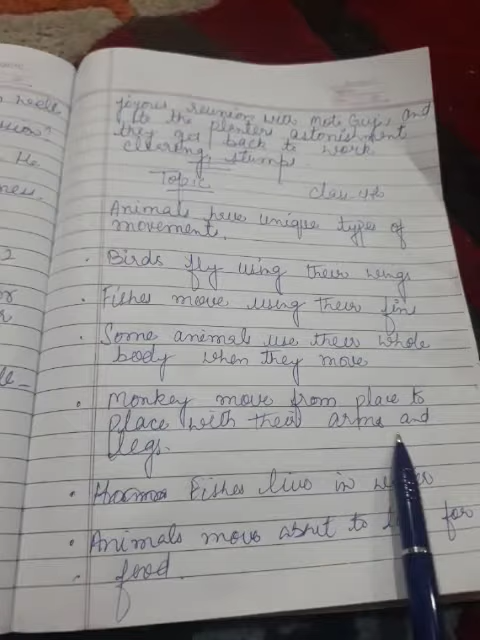 joyous reunion with Moti Guj, and
to the planters astonishment
they get back to work
clearing stumps
Topic
Class 4th
Animals have unique types of
movement.
. Birds fly using their wings
. Fishes move using their fins
. Some animals use their whole
body when they move
. Monkey move from place to
place with their arms and
legs.
. Fishes live in
. Animals move about to for
food.